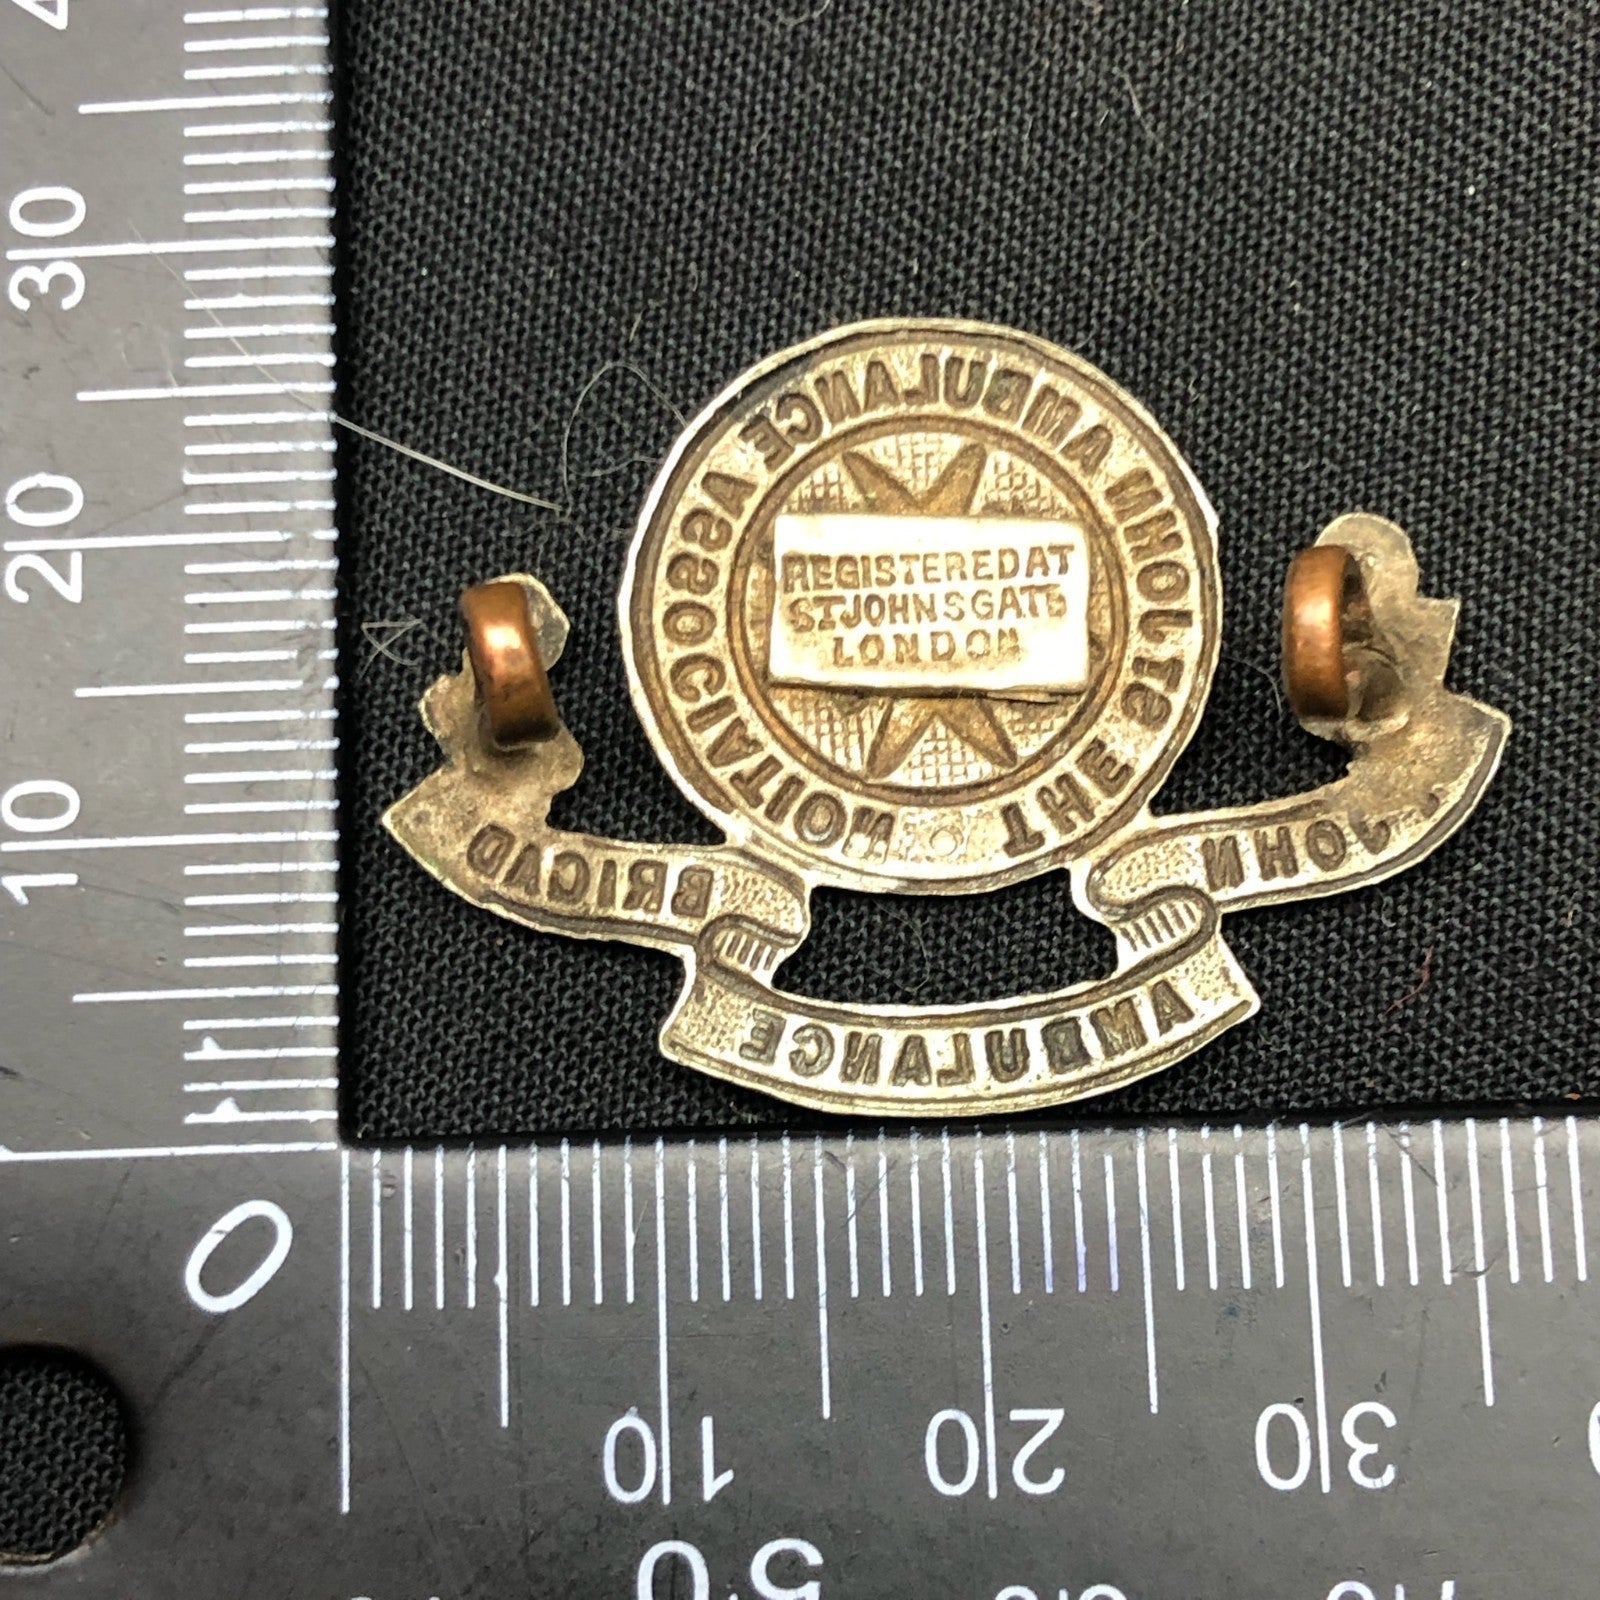 THE ST JOHN AMBULANCE ASSOCIATION
REGISTERED AT
ST JOHNS GATE
LONDON
JOHN
AMBULANCE
BRIGAD
0
10
20
30
10
20
30
50